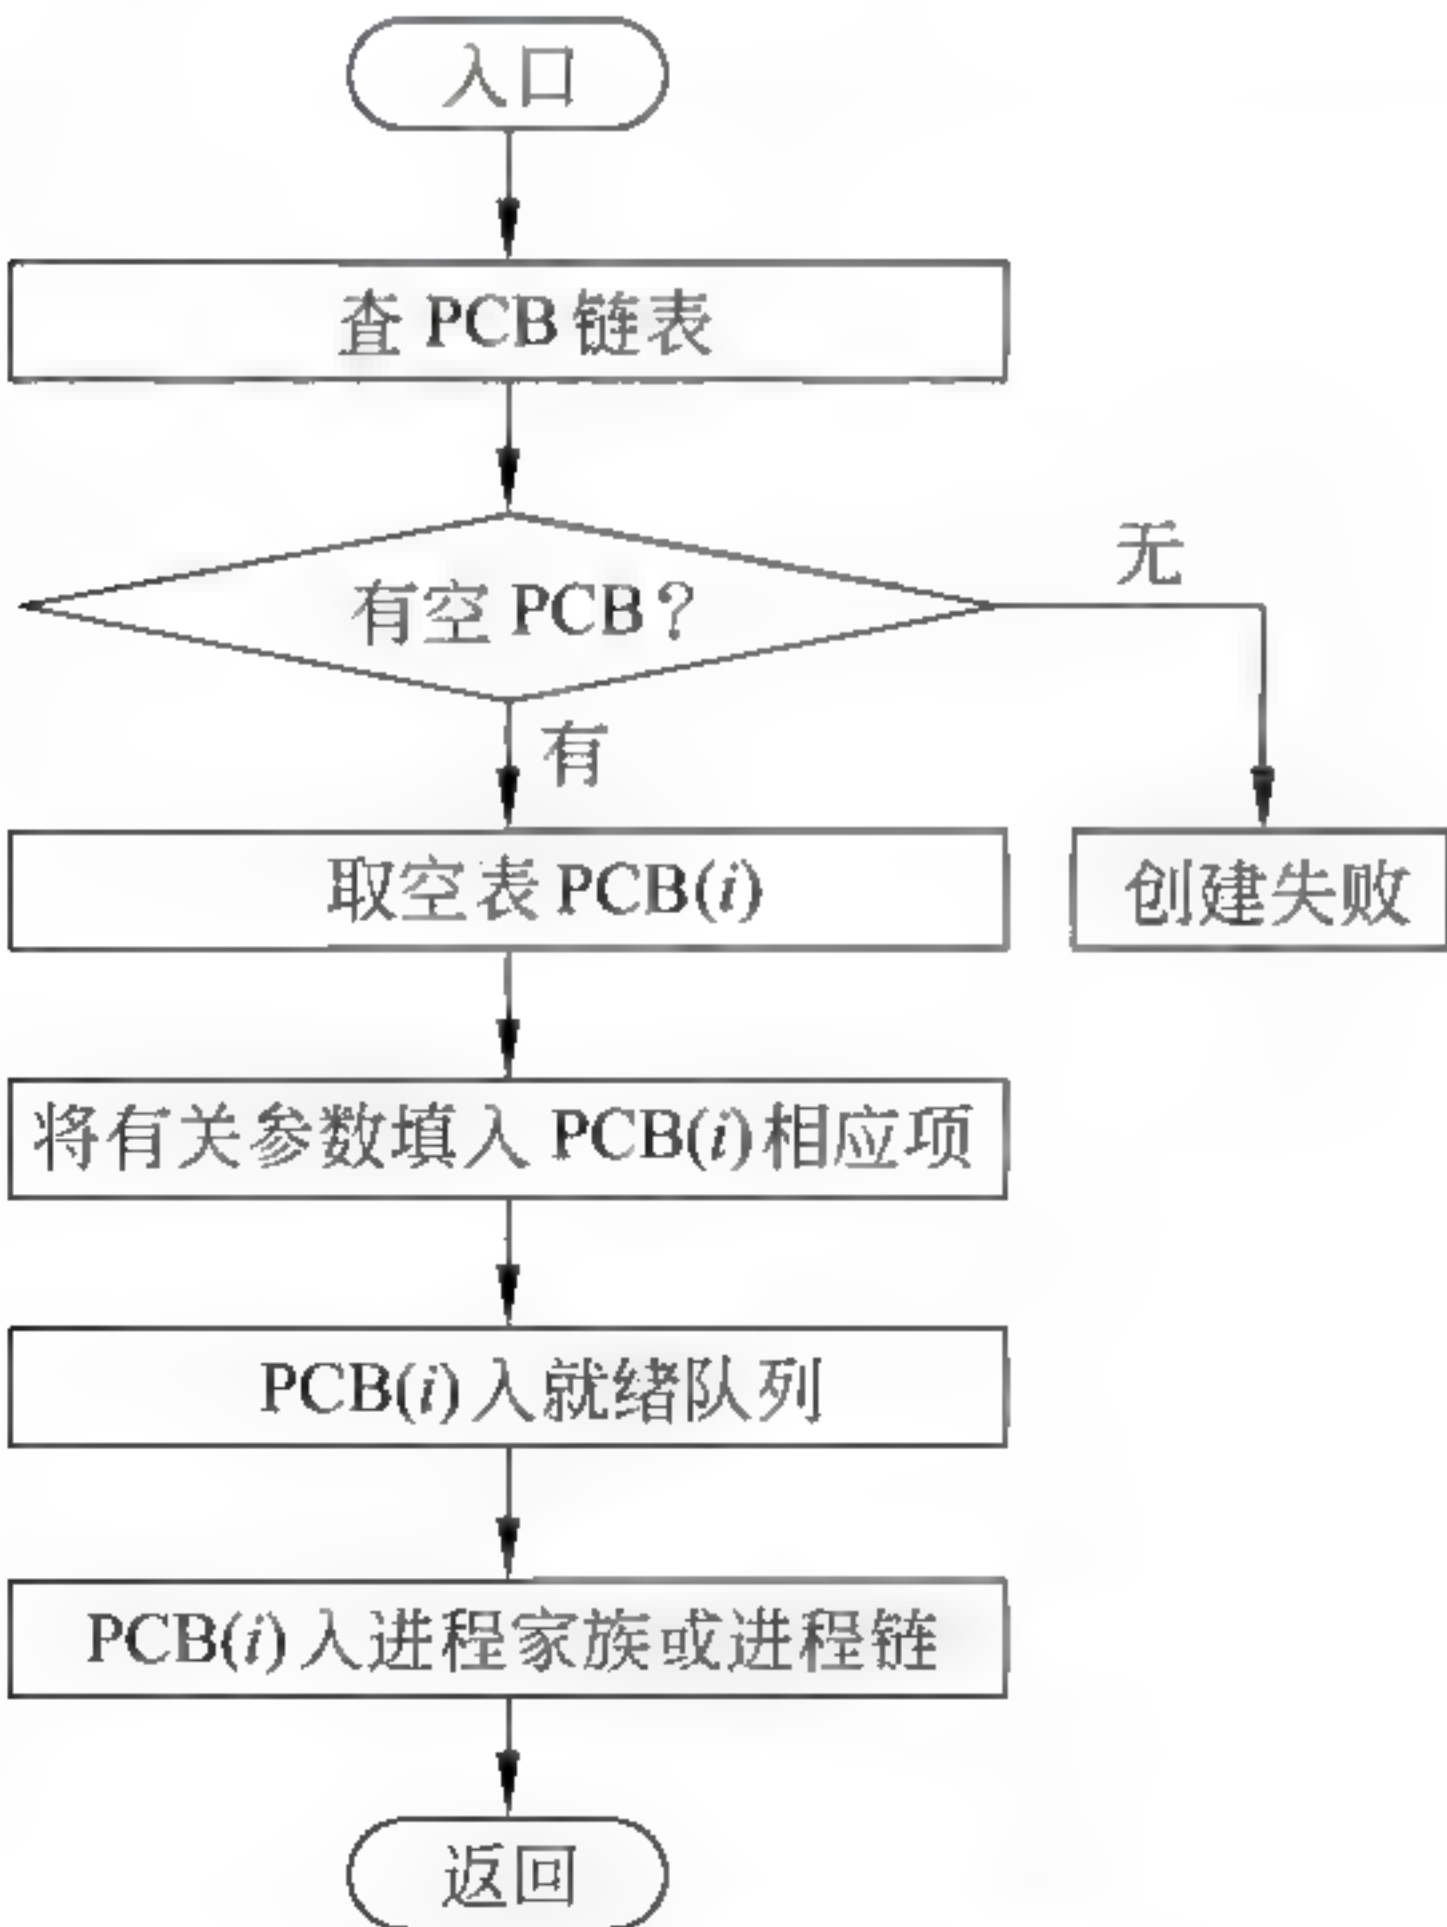 入口
查 PCB 链表
有空 PCB？
无
有
取空表 PCB(i)
创建失败
将有关参数填入 PCB(i)相应项
PCB(i)入就绪队列
PCB(i)入进程家族或进程链
返回